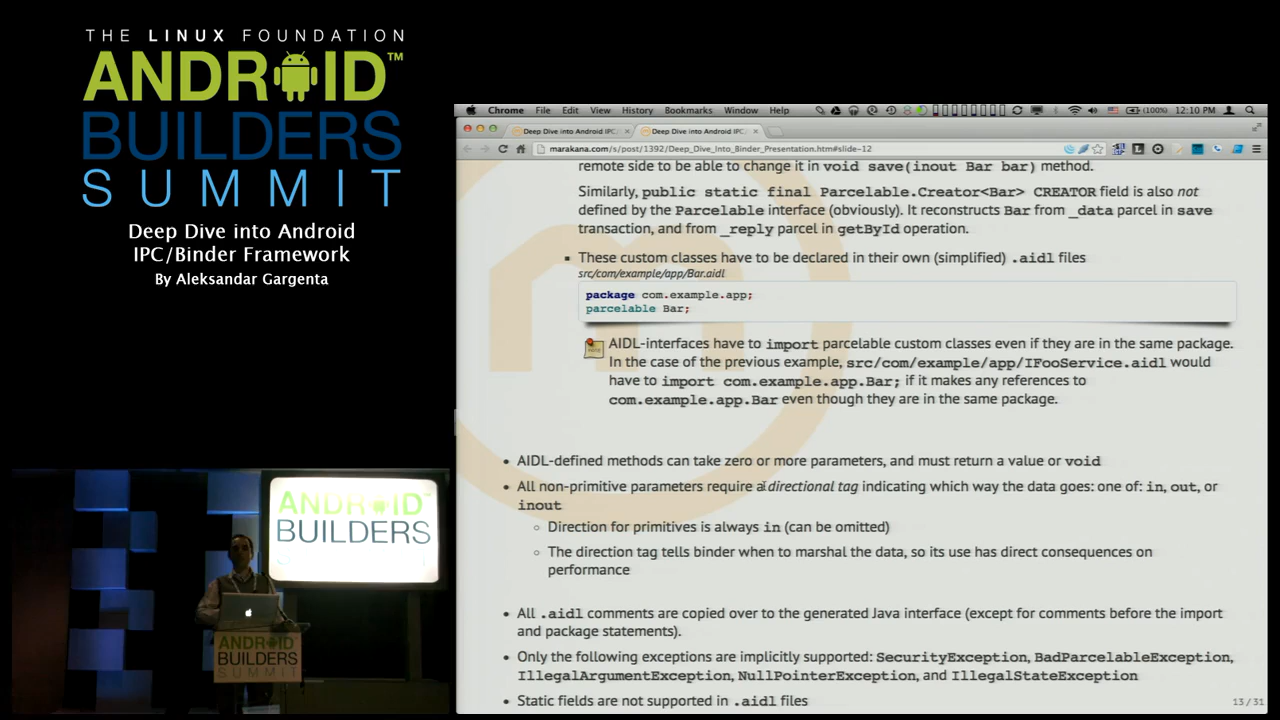 THE LINUX FOUNDATION
ANDROID™
BUILDERS
SUMMIT
Deep Dive into Android
IPC/Binder Framework
By Aleksandar Gargenta
Chrome File Edit View History Bookmarks Window Help (100%) 12:10 PM
Deep Dive into Android IPC Deep Dive into Android IPC
marakana.com/s/post/1392/Deep_Dive_Into_Binder_Presentation.htm#slide-12
remote side to be able to change it in void save(inout Bar bar) method.
Similarly, public static final Parcelable.Creator<Bar> CREATOR field is also not
defined by the Parcelable interface (obviously). It reconstructs Bar from _data parcel in save
transaction, and from _reply parcel in getById operation.
These custom classes have to be declared in their own (simplified) .aidl files
src/com/example/app/Bar.aidl
package com.example.app;
parcelable Bar;
AIDL-interfaces have to import parcelable custom classes even if they are in the same package.
In the case of the previous example, src/com/example/app/IFooService.aidl would
have to import com.example.app.Bar; if it makes any references to
com.example.app.Bar even though they are in the same package.
AIDL-defined methods can take zero or more parameters, and must return a value or void
All non-primitive parameters require a directional tag indicating which way the data goes: one of: in, out, or
inout
Direction for primitives is always in (can be omitted)
The direction tag tells binder when to marshal the data, so its use has direct consequences on
performance
All .aidl comments are copied over to the generated Java interface (except for comments before the import
and package statements).
Only the following exceptions are implicitly supported: SecurityException, BadParcelableException,
IllegalArgumentException, NullPointerException, and IllegalStateException
Static fields are not supported in .aidl files
13 / 31
ANDROID
BUILDERS
ANDROID
BUILDERS
SUMMIT